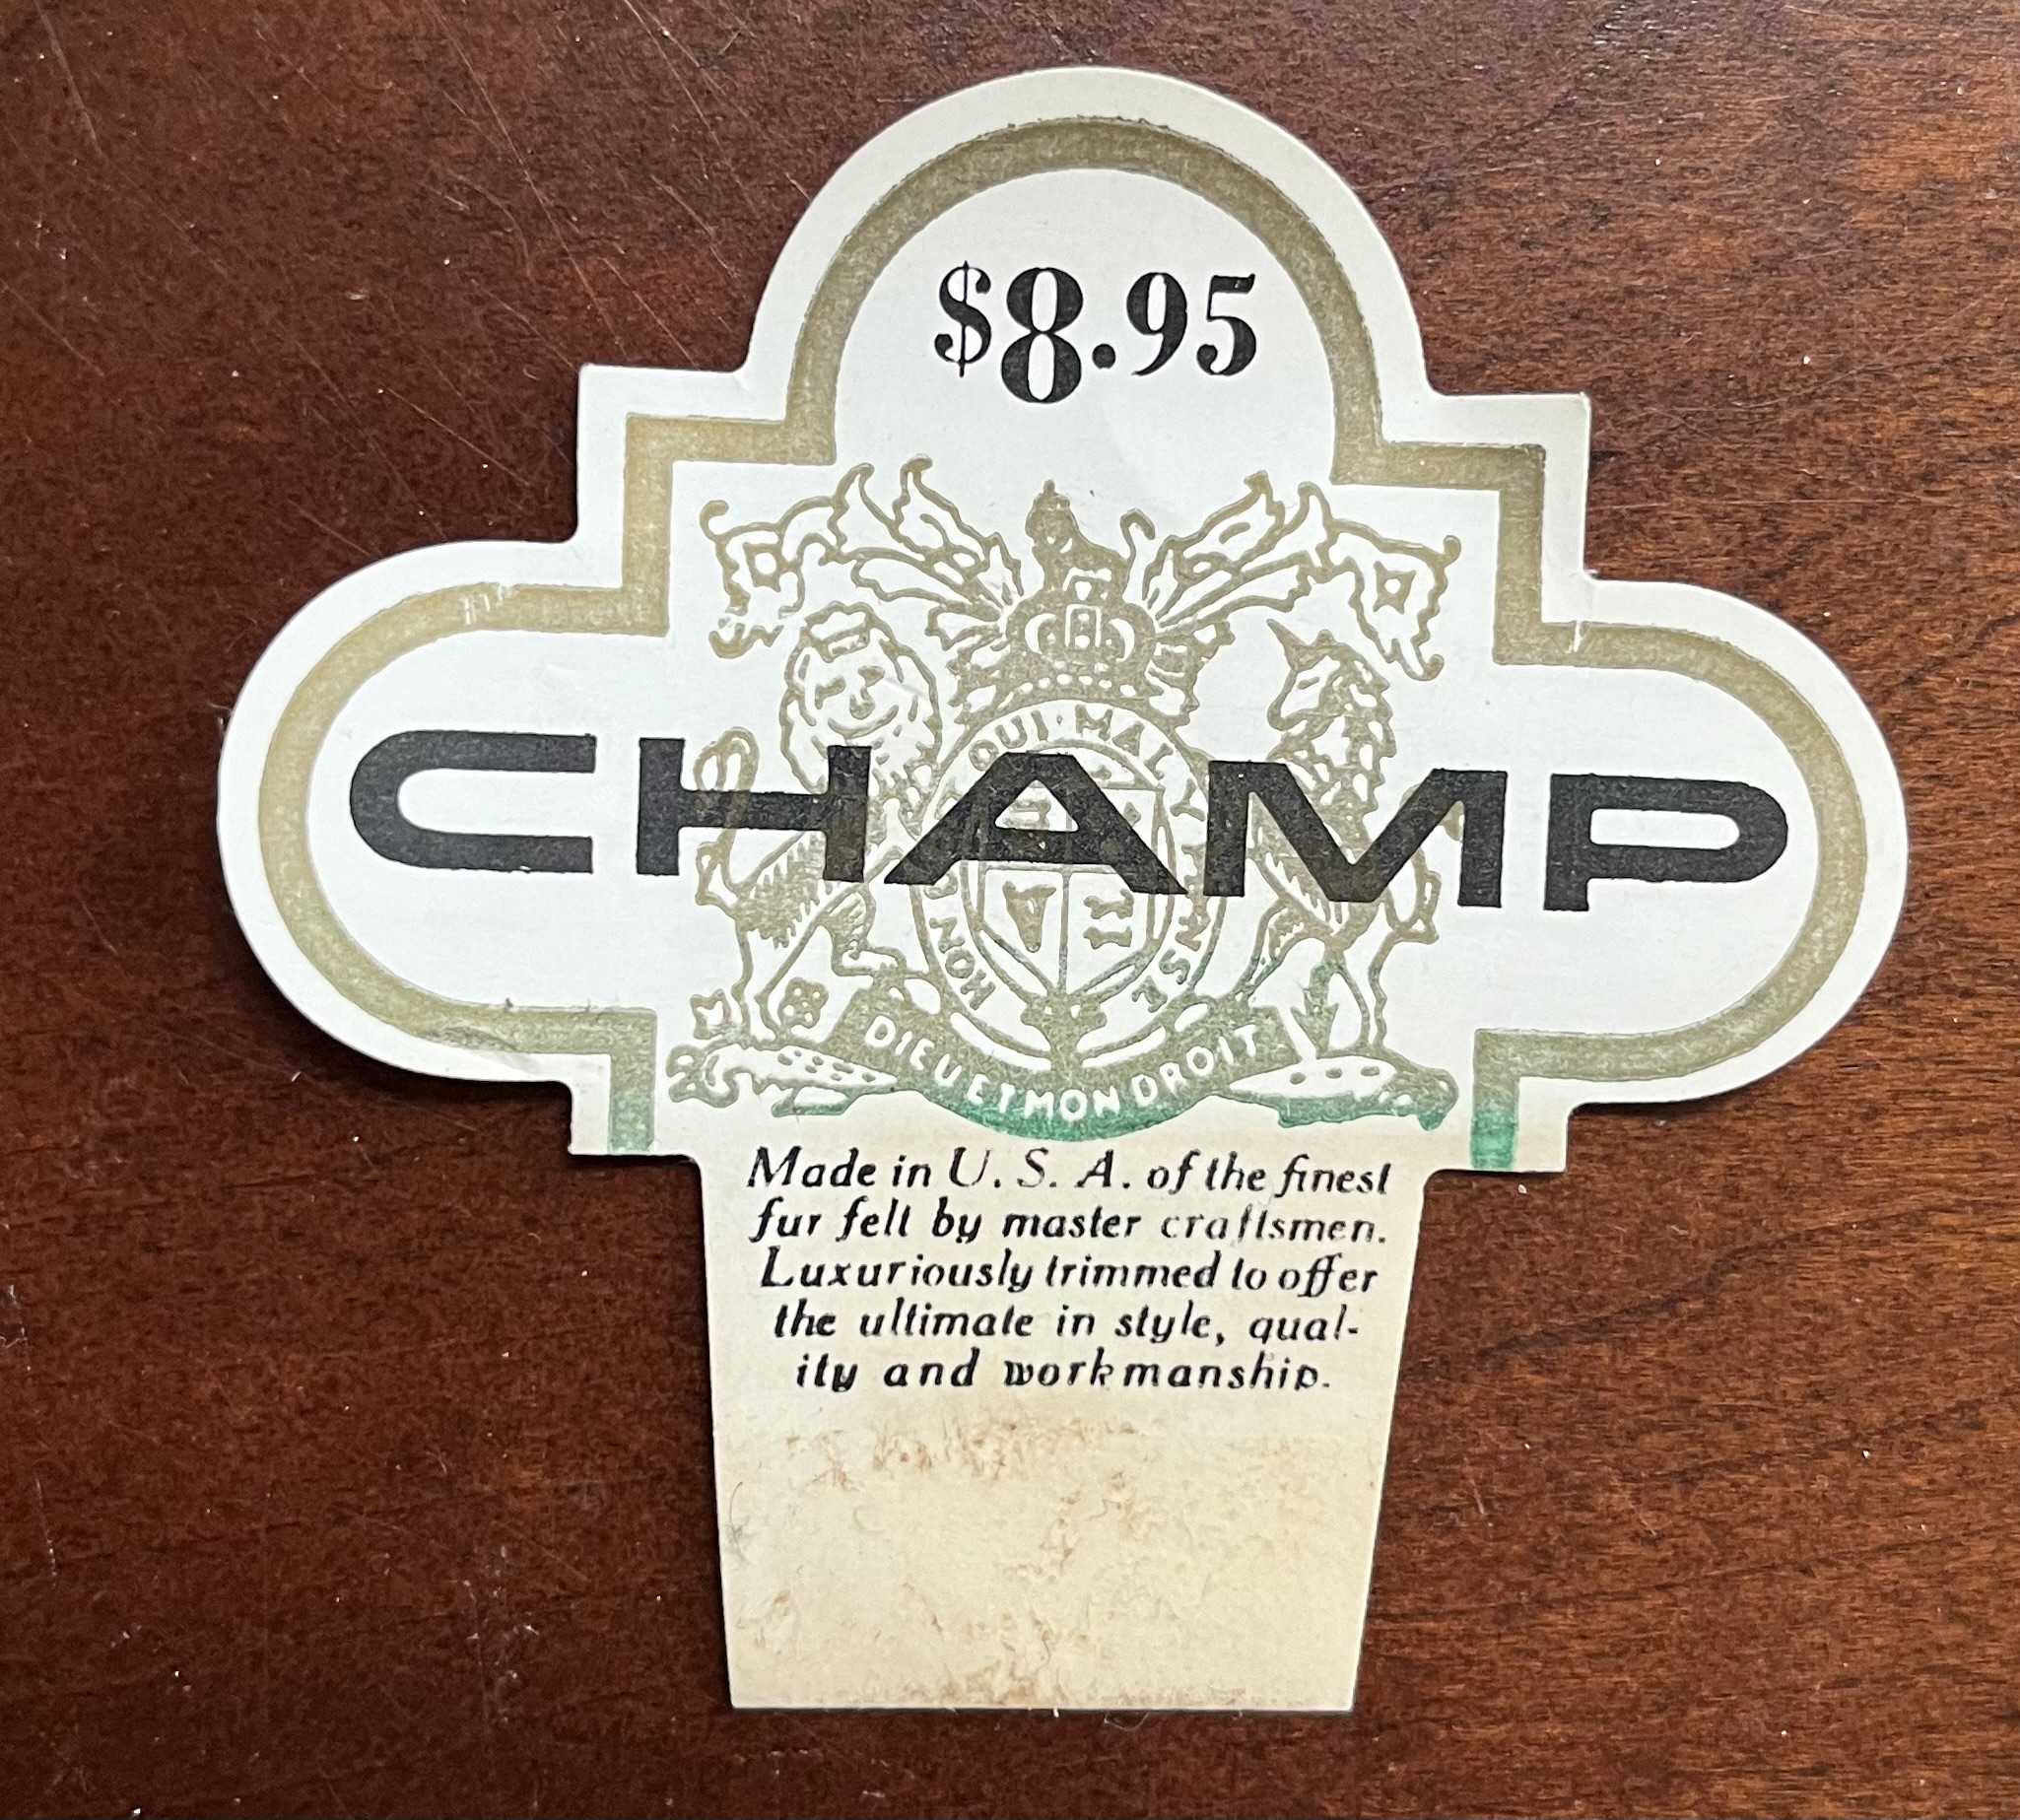 $8.95
CHAMP
HONI
QUI·MAL
Y
PENSE
DIEU ET MON DROIT
Made in U. S. A. of the finest
fur felt by master craftsmen.
Luxuriously trimmed to offer
the ultimate in style, qual-
ity and workmanship.